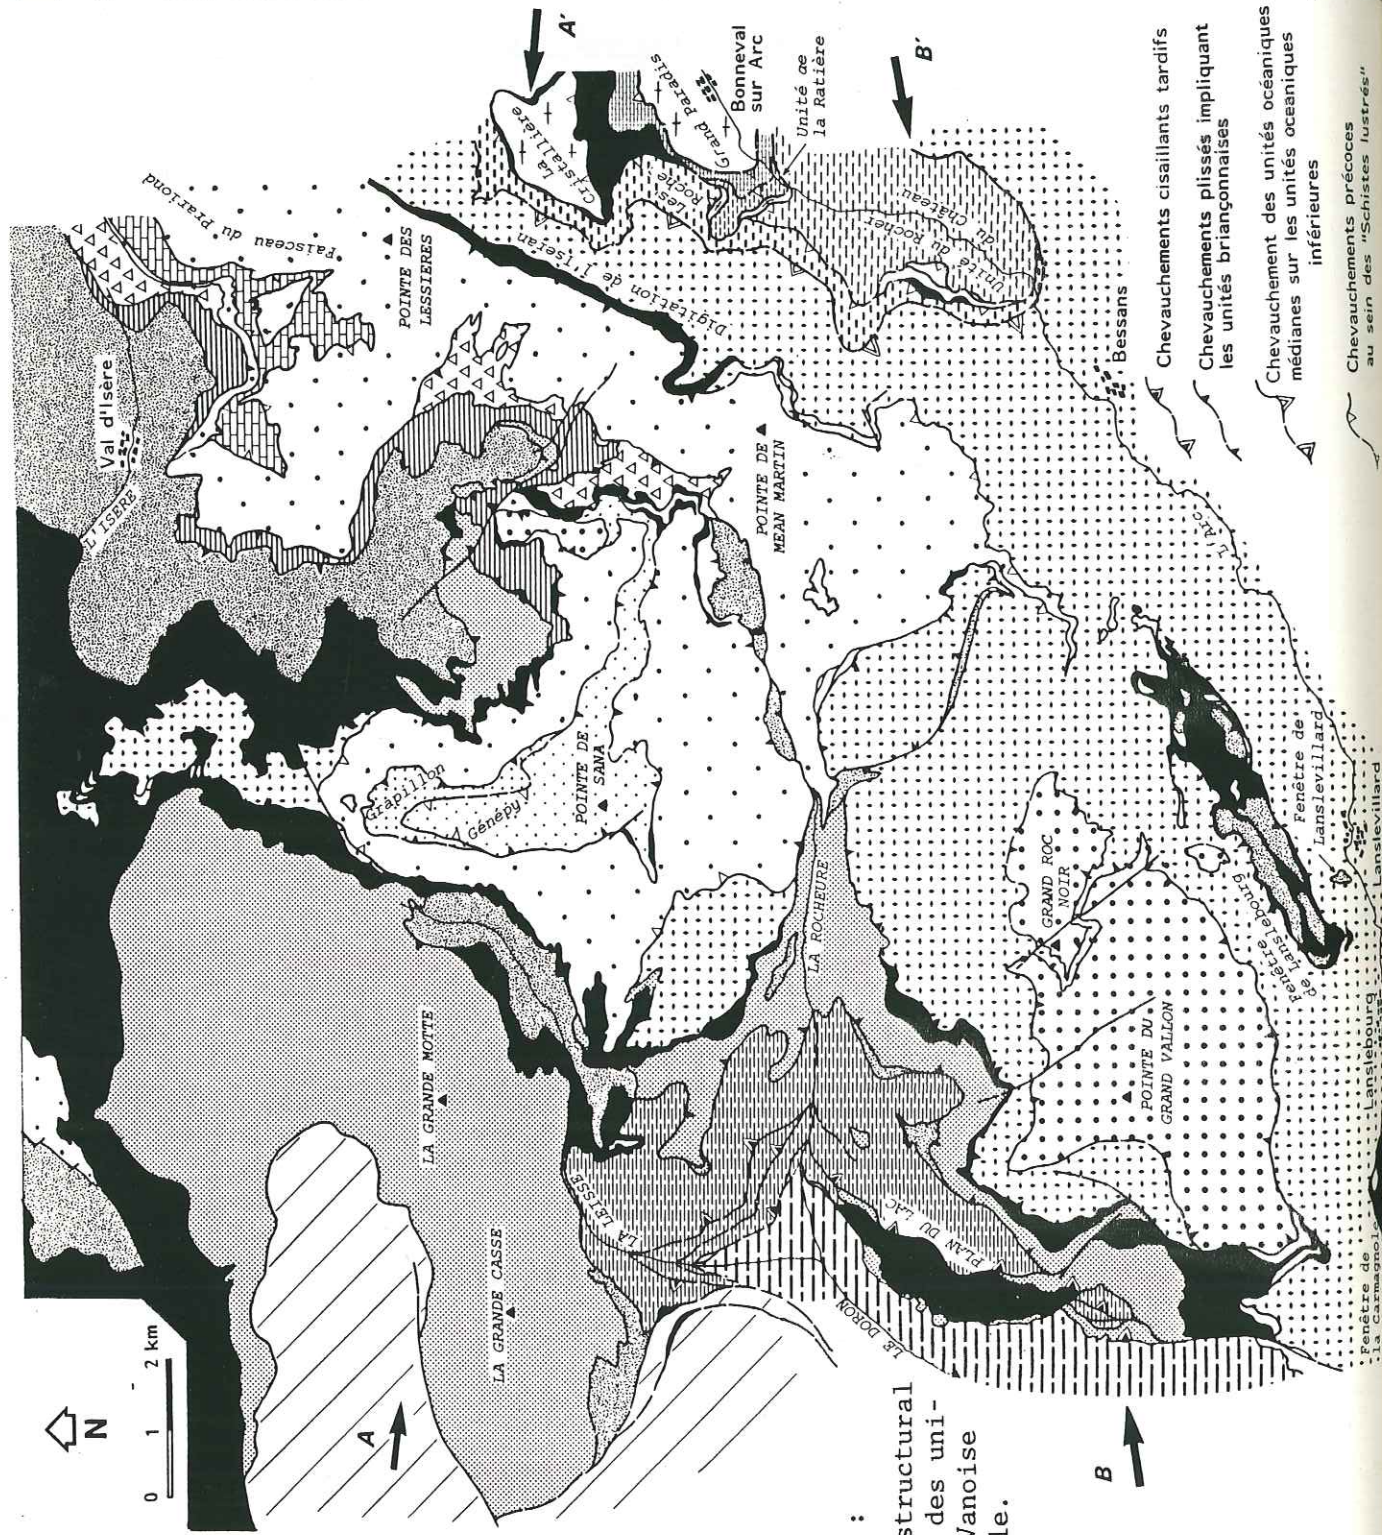 N
0 1 2 km
A
A'
B
B'
L'ISERE
Val d'Isère
Faisceau du Prariond
POINTE DES
LESSIERES
Digitation de l'Iseran
La
Cristallière
Les
Roche
Grand Paradis
Bonneval
sur Arc
Unité œe
la Ratière
Unité du Rocher
du Château
Bessans
L'Arc
POINTE DE
MEAN MARTIN
Grapillon
Génépy
POINTE DE
SANA
LA GRANDE MOTTE
LA GRANDE CASSE
LA LEISSE
LA ROCHEURE
PLAN DU LAC
LE DORON
GRAND ROC
NOIR
POINTE DU
GRAND VALLON
Fenêtre de
Lanslevillard
Fenêtre
de Lanslebourg
Lanslevillard
Lanslebourg
Fenêtre de
la Carmagnole
Chevauchements cisaillants tardifs
Chevauchements plissés impliquant
les unités briançonnaises
Chevauchement des unités océaniques
médianes sur les unités oceaniques
inférieures
Chevauchements précoces
au sein des "Schistes lustrés"
:
structural
des uni-
Vanoise
le.